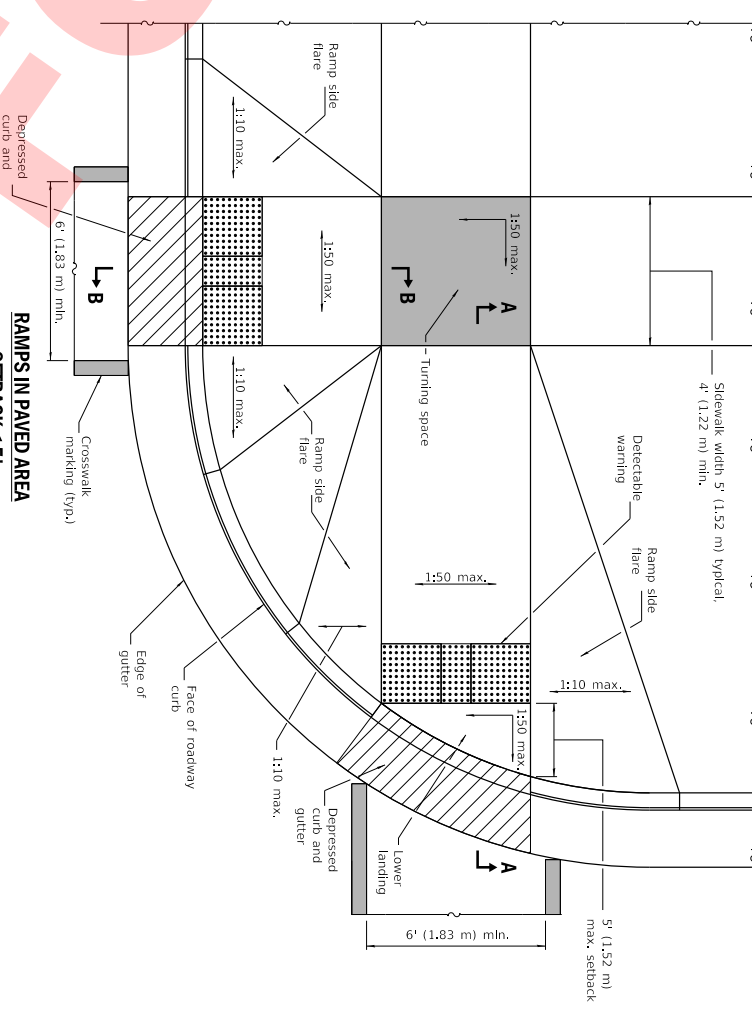 Ramp side
flare
1:10 max.
Depressed
curb and
6' (1.83 m) min.
B
1:50 max.
1:50 max.
B
A
Turning space
Sidewalk width 5' (1.52 m) typical,
4' (1.22 m) min.
1:10 max.
Ramp side
flare
Detectable
warning
Ramp side
flare
1:50 max.
1:10 max.
1:50 max.
Crosswalk
marking (typ.)
Edge of
gutter
Face of roadway
curb
1:10 max.
Depressed
curb and
gutter
Lower
landing
A
6' (1.83 m) min.
5' (1.52 m)
max. setback
RAMPS IN PAVED AREA